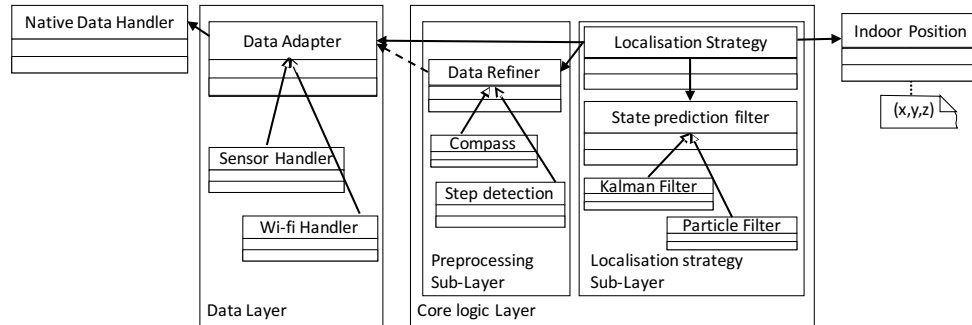 Native Data Handler
Data Adapter
Sensor Handler
Wi-fi Handler
Data Layer
Data Refiner
Compass
Step detection
Preprocessing
Sub-Layer
Localisation Strategy
State prediction filter
Kalman Filter
Particle Filter
Localisation strategy
Sub-Layer
Core logic Layer
Indoor Position
(x,y,z)